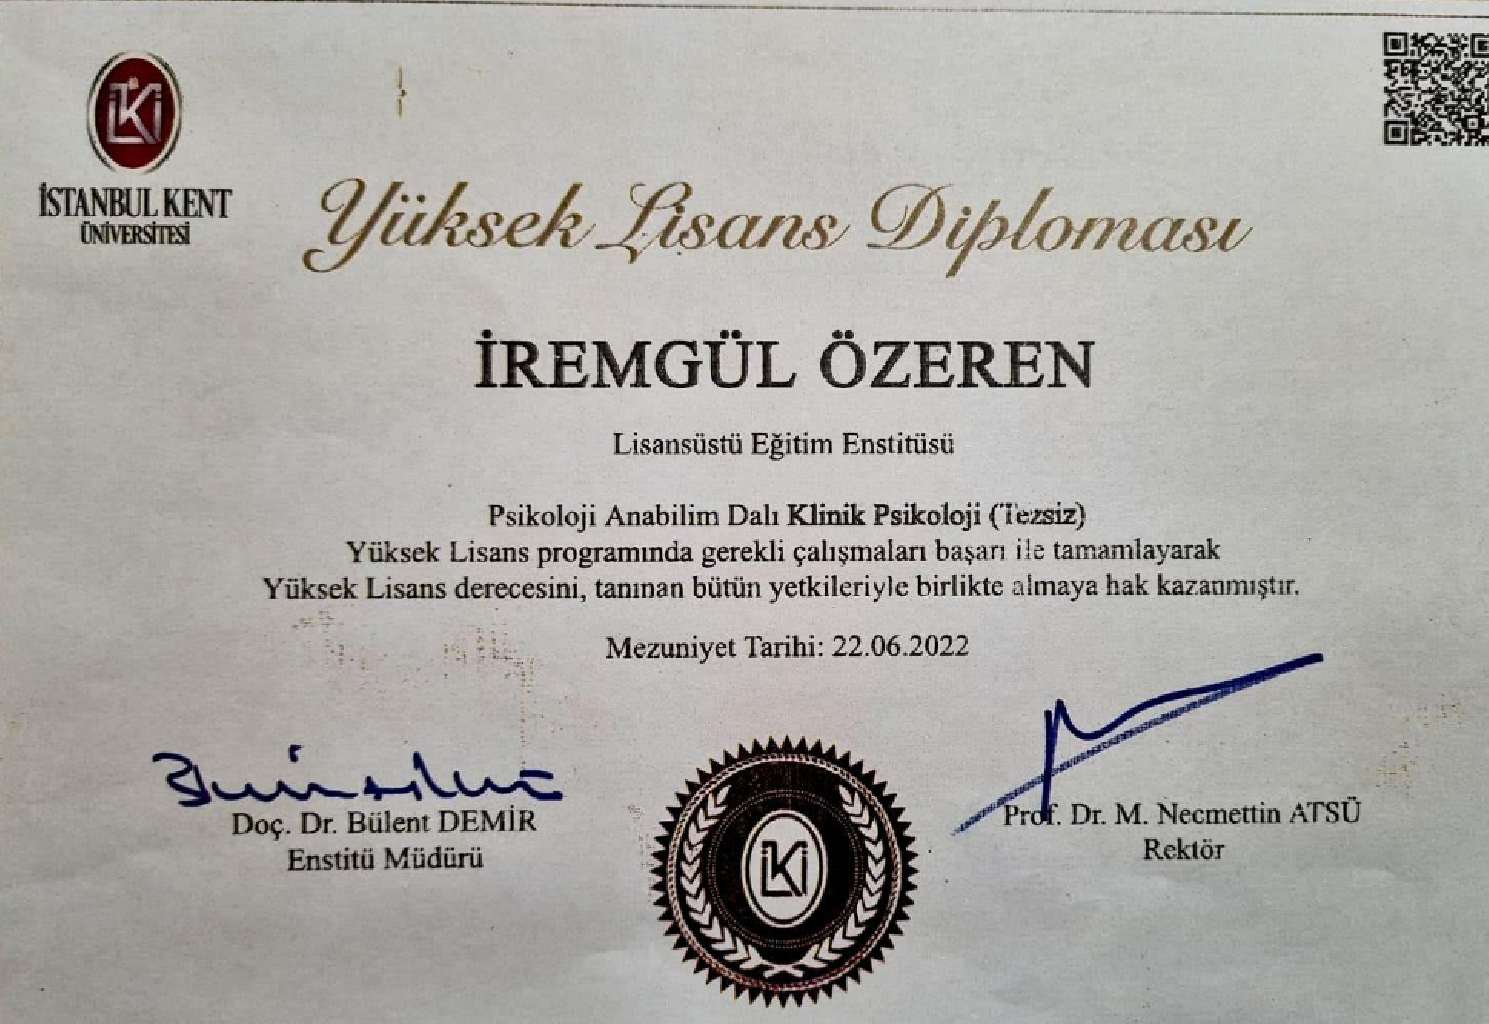 İSTANBUL KENT
ÜNİVERSİTESİ
Yüksek Lisans Diploması
İREMGÜL ÖZEREN
Lisansüstü Eğitim Enstitüsü
Psikoloji Anabilim Dalı Klinik Psikoloji (Tezsiz)
Yüksek Lisans programında gerekli çalışmaları başarı ile tamamlayarak
Yüksek Lisans derecesini, tanınan bütün yetkileriyle birlikte almaya hak kazanmıştır.
Mezuniyet Tarihi: 22.06.2022
Doç. Dr. Bülent DEMİR
Enstitü Müdürü
Prof. Dr. M. Necmettin ATSÜ
Rektör